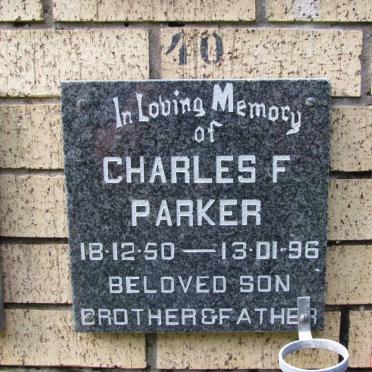 40
In Loving Memory
of
CHARLES F
PARKER
18·12·50 — 13·01·96
BELOVED SON
BROTHER & FATHER